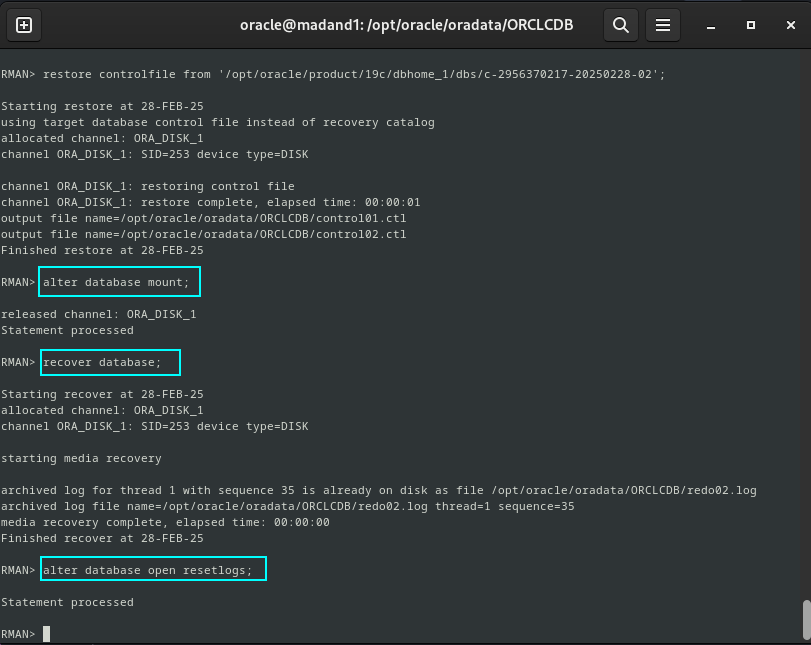 oracle@madand1:/opt/oracle/oradata/ORCLCDB
RMAN> restore controlfile from '/opt/oracle/product/19c/dbhome_1/dbs/c-2956370217-20250228-02';
Starting restore at 28-FEB-25
using target database control file instead of recovery catalog
allocated channel: ORA_DISK_1
channel ORA_DISK_1: SID=253 device type=DISK
channel ORA_DISK_1: restoring control file
channel ORA_DISK_1: restore complete, elapsed time: 00:00:01
output file name=/opt/oracle/oradata/ORCLCDB/control01.ctl
output file name=/opt/oracle/oradata/ORCLCDB/control02.ctl
Finished restore at 28-FEB-25
RMAN> alter database mount;
released channel: ORA_DISK_1
Statement processed
RMAN> recover database;
Starting recover at 28-FEB-25
allocated channel: ORA_DISK_1
channel ORA_DISK_1: SID=253 device type=DISK
starting media recovery
archived log for thread 1 with sequence 35 is already on disk as file /opt/oracle/oradata/ORCLCDB/redo02.log
archived log file name=/opt/oracle/oradata/ORCLCDB/redo02.log thread=1 sequence=35
media recovery complete, elapsed time: 00:00:00
Finished recover at 28-FEB-25
RMAN> alter database open resetlogs;
Statement processed
RMAN>